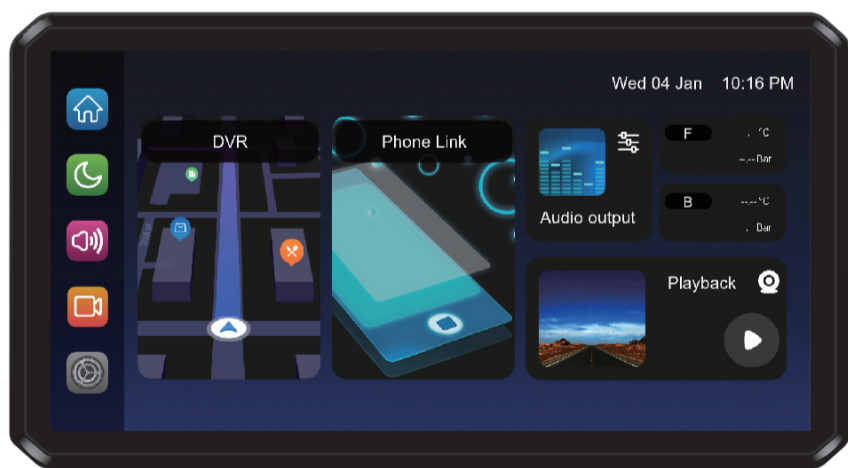 Wed 04 Jan 10:16 PM
DVR
Phone Link
Audio output
F
°C
--.-- Bar
B
--.-- °C
Bar
Playback